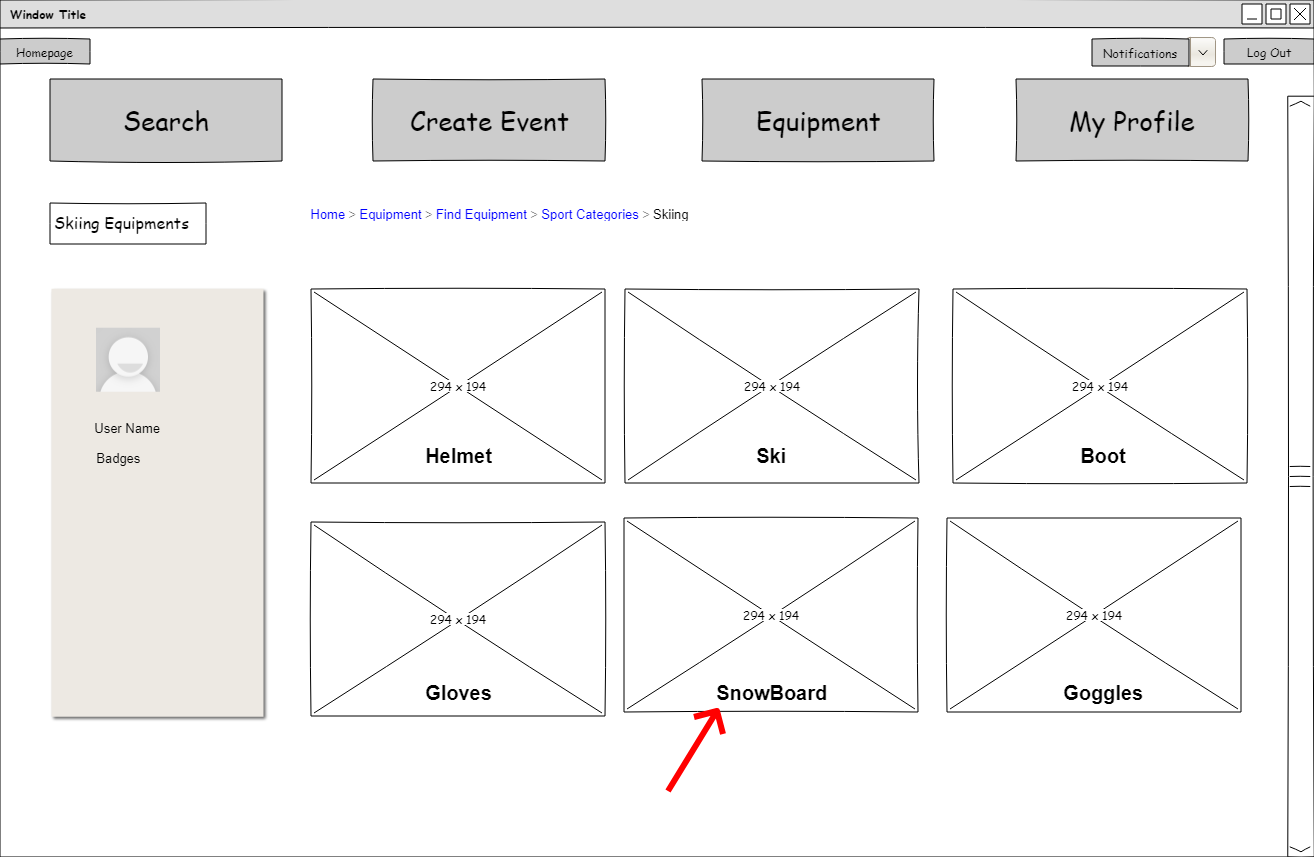 Window Title
Homepage
Notifications
Log Out
Search
Create Event
Equipment
My Profile
Skiing Equipments
Home > Equipment > Find Equipment > Sport Categories > Skiing
User Name
Badges
294 x 194
Helmet
294 x 194
Ski
294 x 194
Boot
294 x 194
Gloves
294 x 194
SnowBoard
294 x 194
Goggles